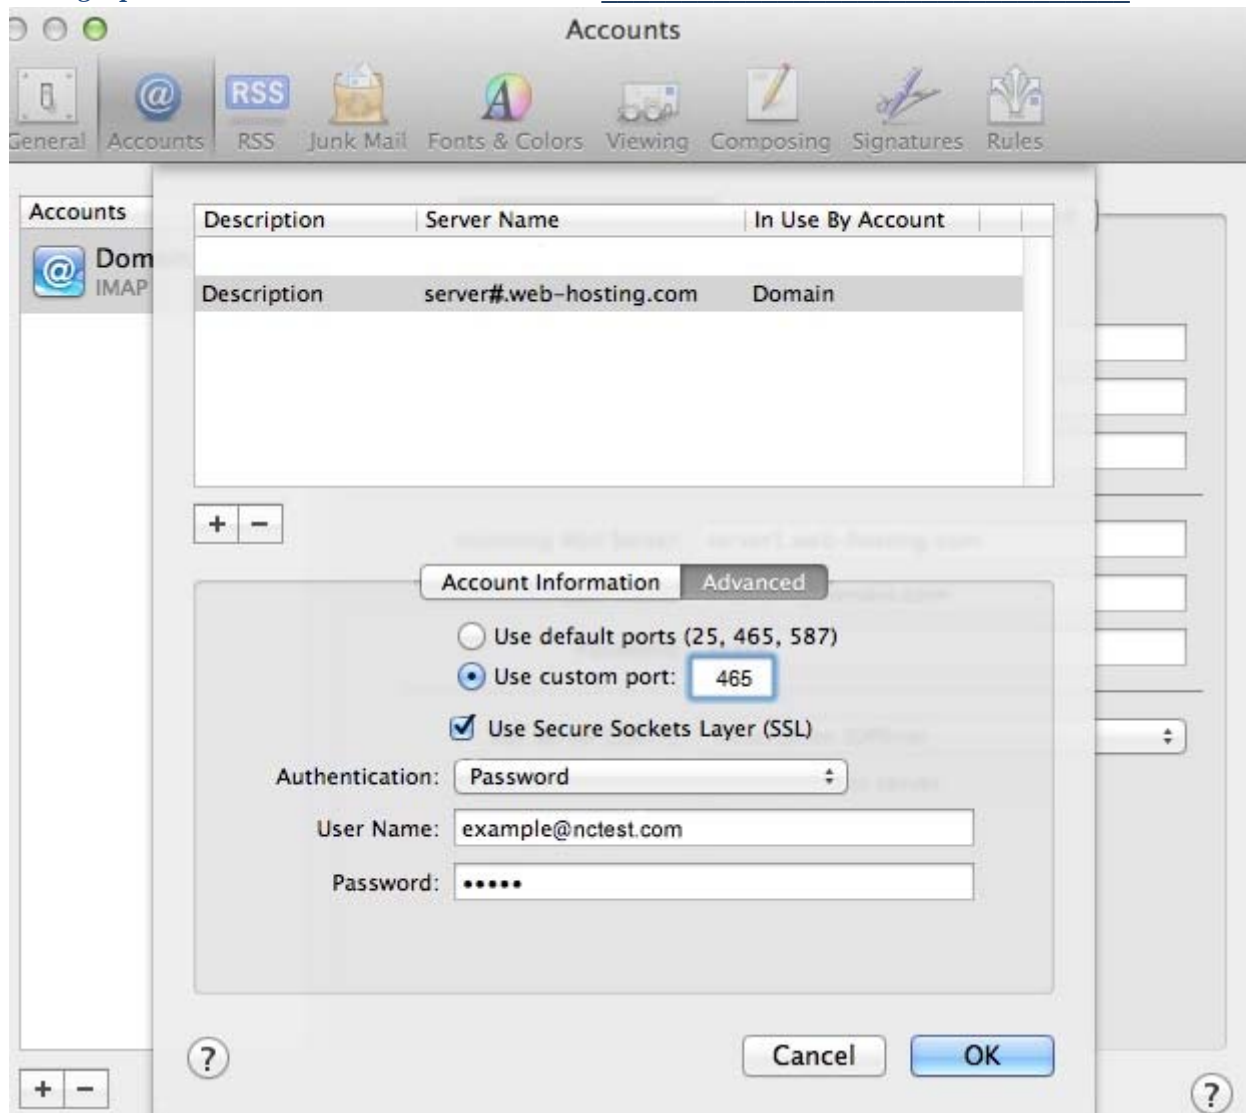 Accounts
General Accounts RSS Junk Mail Fonts & Colors Viewing Composing Signatures Rules
RSS
Accounts
Description Server Name In Use By Account
Dom
IMAP
Description server#.web-hosting.com Domain
+ −
Account Information Advanced
Use default ports (25, 465, 587)
Use custom port: 465
Use Secure Sockets Layer (SSL)
Authentication: Password
User Name: example@nctest.com
Password: •••••
? Cancel OK
+ − ?